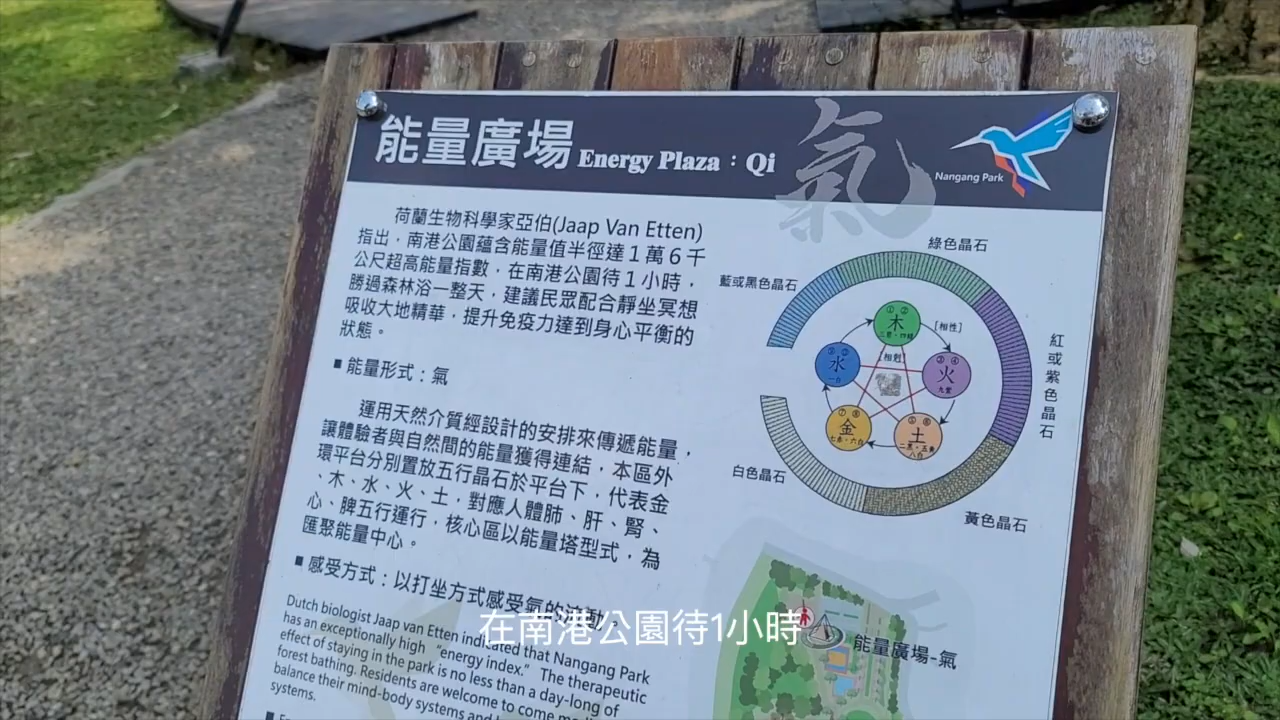 能量廣場 Energy Plaza：Qi
氣
Nangang Park
荷蘭生物科學家亞伯(Jaap Van Etten)
指出，南港公園蘊含能量值半徑達1萬6千
公尺超高能量指數，在南港公園待1小時，
勝過森林浴一整天，建議民眾配合靜坐冥想
吸收大地精華，提升免疫力達到身心平衡的
狀態。
■ 能量形式：氣
運用天然介質經設計的安排來傳遞能量，
讓體驗者與自然間的能量獲得連結，本區外
環平台分別置放五行晶石於平台下，代表金
、木、水、火、土，對應人體肺、肝、腎、
心、脾五行運行，核心區以能量塔型式，為
匯聚能量中心。
■ 感受方式：以打坐方式感受氣的流動。
Dutch biologist Jaap van Etten indicated that Nangang Park
has an exceptionally high “energy index.” The therapeutic
effect of staying in the park is no less than a day-long of
forest bathing. Residents are welcome to come
balance their mind-body systems and
systems.
綠色晶石
藍或黑色晶石
紅或紫色晶石
白色晶石
黃色晶石
木
水
火
金
土
[相性]
[相剋]
能量廣場-氣
在南港公園待1小時